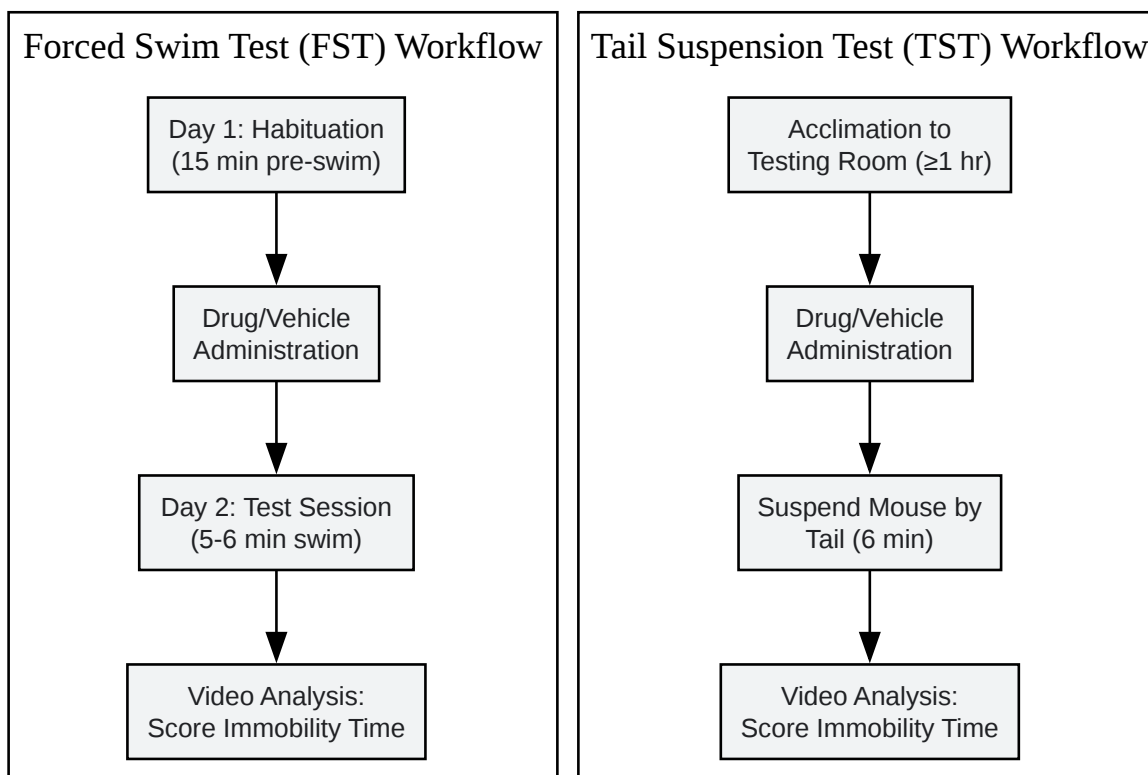 Forced Swim Test (FST) Workflow
Day 1: Habituation
(15 min pre-swim)
Drug/Vehicle
Administration
Day 2: Test Session
(5-6 min swim)
Video Analysis:
Score Immobility Time
Tail Suspension Test (TST) Workflow
Acclimation to
Testing Room (≥1 hr)
Drug/Vehicle
Administration
Suspend Mouse by
Tail (6 min)
Video Analysis:
Score Immobility Time